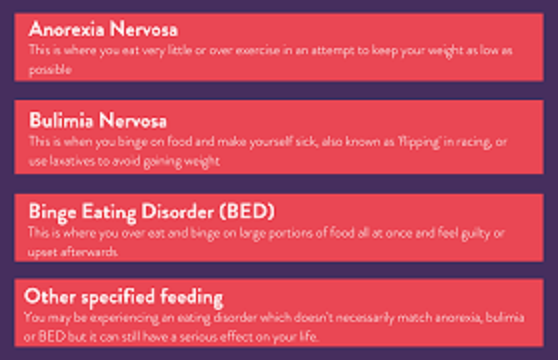 Anorexia Nervosa
This is where you eat very little or over exercise in an attempt to keep your weight as low as
possible
Bulimia Nervosa
This is when you binge on food and make yourself sick, also known as 'flipping' in racing, or
use laxatives to avoid gaining weight
Binge Eating Disorder (BED)
This is where you over eat and binge on large portions of food all at once and feel guilty or
upset afterwards
Other specified feeding
You may be experiencing an eating disorder which doesn't necessarily match anorexia, bulimia
or BED but it can still have a serious effect on your life.